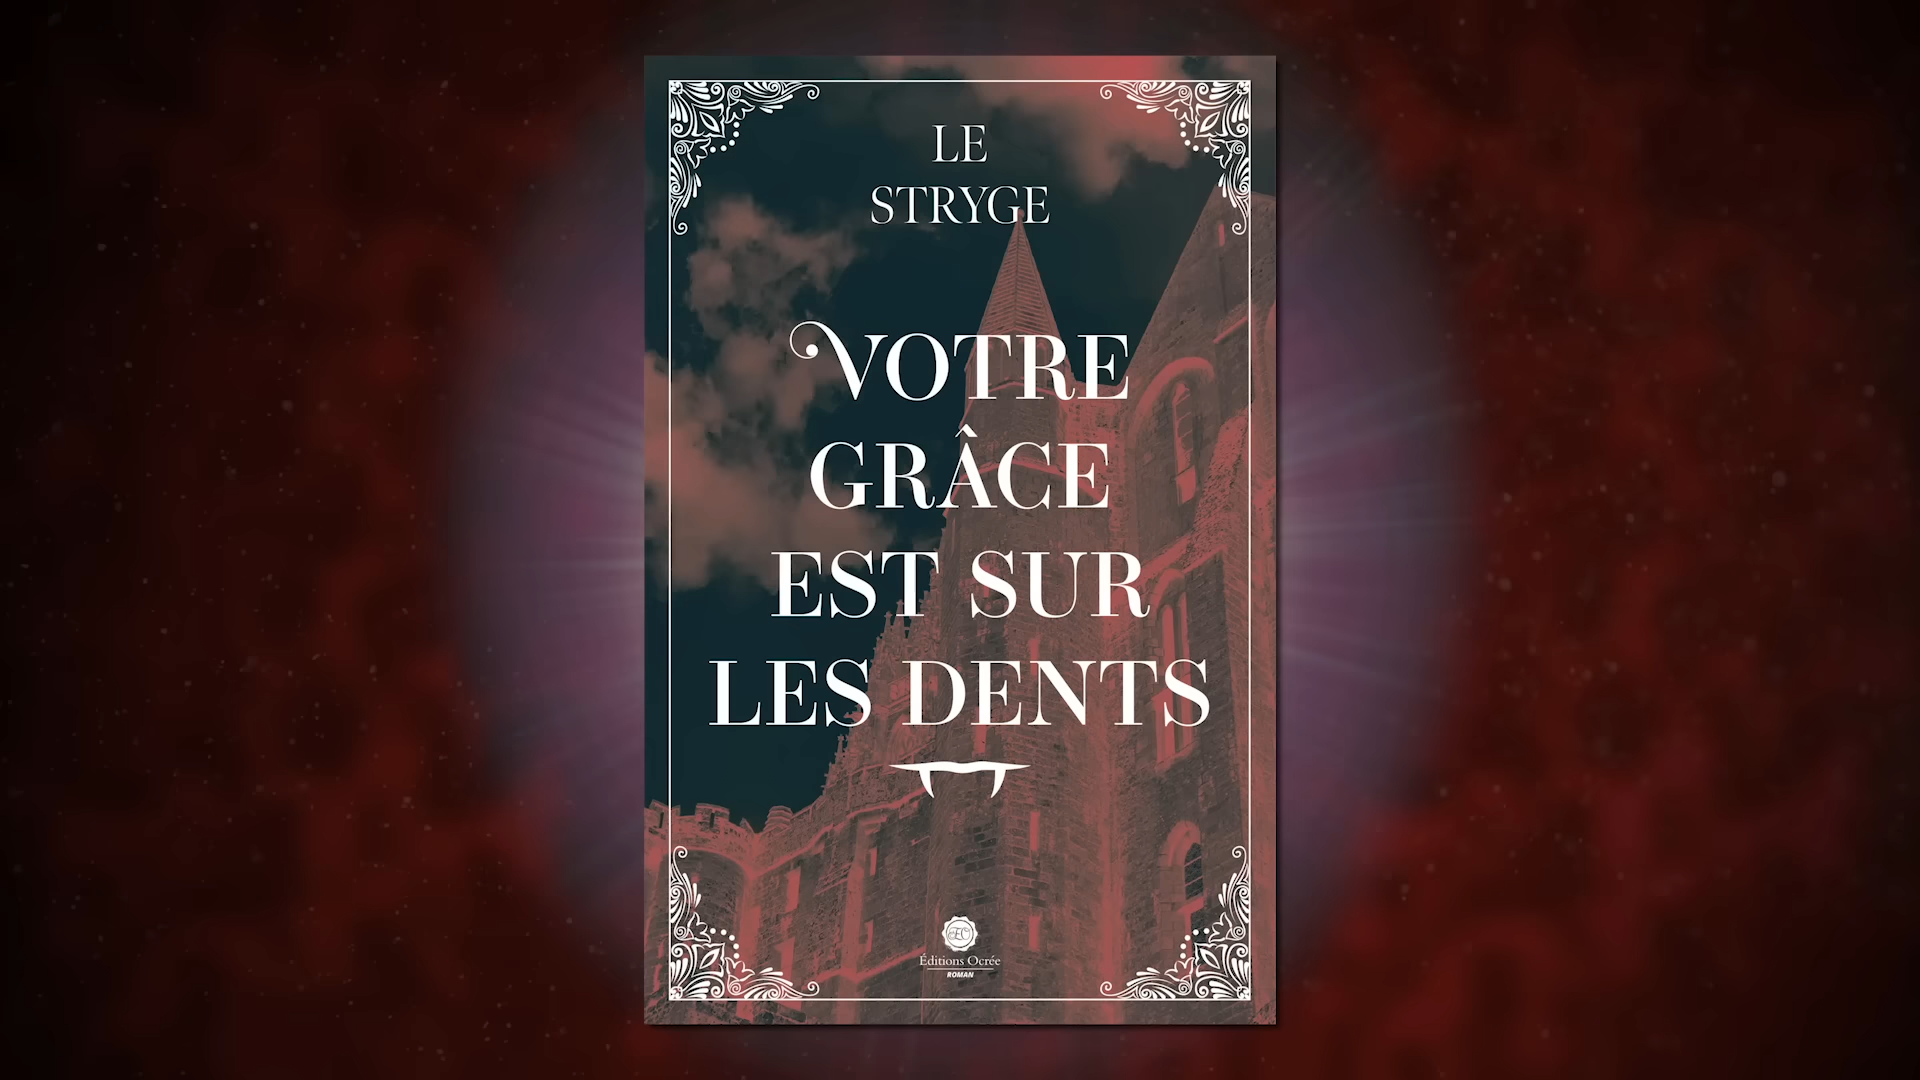 LE
STRYGE
VOTRE
GRÂCE
EST SUR
LES DENTS
Éditions Ocrée
ROMAN